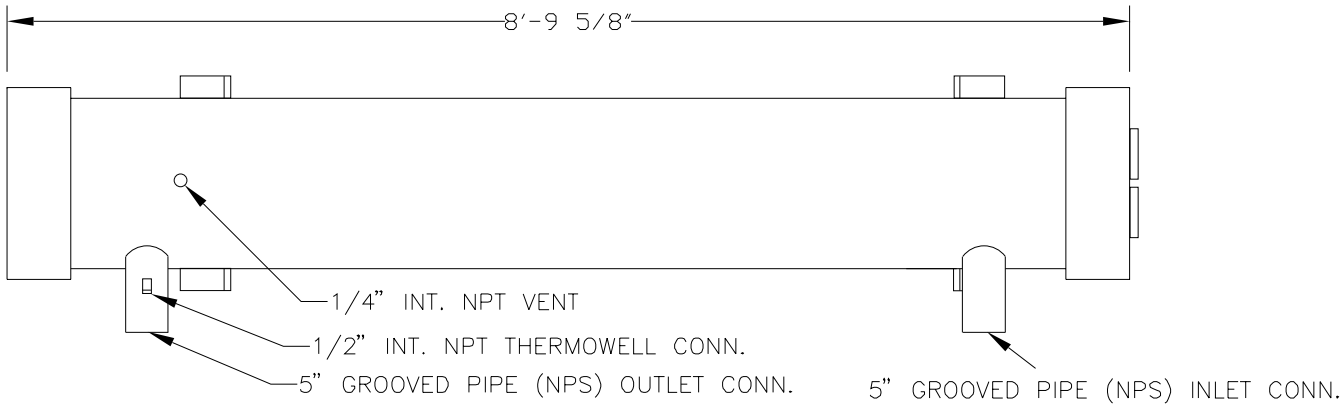 8'-9 5/8"
1/4" INT. NPT VENT
1/2" INT. NPT THERMOWELL CONN.
5" GROOVED PIPE (NPS) OUTLET CONN.
5" GROOVED PIPE (NPS) INLET CONN.